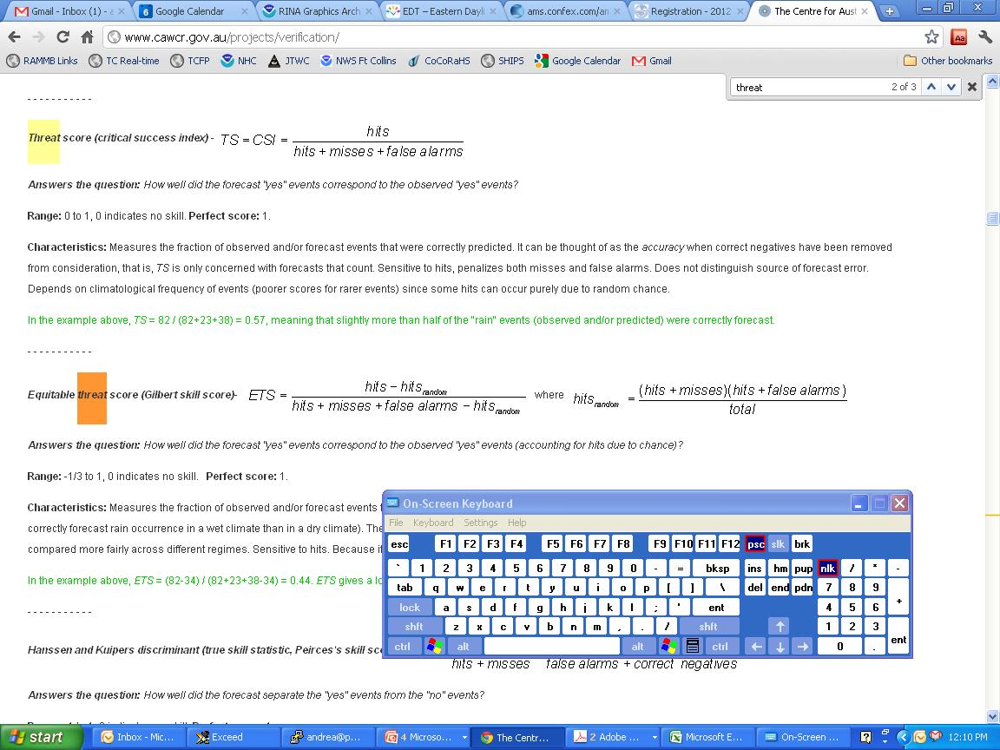 Gmail - Inbox (1) - a
Google Calendar
RINA Graphics Arch
EDT – Eastern Dayli
ams.confex.com/am
Registration - 2012
The Centre for Aust
www.cawcr.gov.au/projects/verification/
RAMMB Links
TC Real-time
TCFP
NHC
JTWC
NWS Ft Collins
CoCoRaHS
SHIPS
Google Calendar
Gmail
Other bookmarks
threat 2 of 3
- - - - - - - - - - -
Threat score (critical success index) - TS = CSI = hits / hits + misses + false alarms
Answers the question: How well did the forecast "yes" events correspond to the observed "yes" events?
Range: 0 to 1, 0 indicates no skill. Perfect score: 1.
Characteristics: Measures the fraction of observed and/or forecast events that were correctly predicted. It can be thought of as the accuracy when correct negatives have been removed
from consideration, that is, TS is only concerned with forecasts that count. Sensitive to hits, penalizes both misses and false alarms. Does not distinguish source of forecast error.
Depends on climatological frequency of events (poorer scores for rarer events) since some hits can occur purely due to random chance.
In the example above, TS = 82 / (82+23+38) = 0.57, meaning that slightly more than half of the "rain" events (observed and/or predicted) were correctly forecast.
- - - - - - - - - - -
Equitable threat score (Gilbert skill score)- ETS = hits − hits random / hits + misses + false alarms − hits random where hits random = (hits + misses)(hits + false alarms) / total
Answers the question: How well did the forecast "yes" events correspond to the observed "yes" events (accounting for hits due to chance)?
Range: -1/3 to 1, 0 indicates no skill. Perfect score: 1.
Characteristics: Measures the fraction of observed and/or forecast events
correctly forecast rain occurrence in a wet climate than in a dry climate). The
compared more fairly across different regimes. Sensitive to hits. Because
In the example above, ETS = (82-34) / (82+23+38-34) = 0.44. ETS gives a
- - - - - - - - - - -
On-Screen Keyboard
File Keyboard Settings Help
esc F1 F2 F3 F4 F5 F6 F7 F8 F9 F10 F11 F12 psc slk brk
` 1 2 3 4 5 6 7 8 9 0 - = bksp ins hm pup nlk / * -
tab q w e r t y u i o p [ ] \ del end pdn 7 8 9 +
lock a s d f g h j k l ; ' ent 4 5 6
shft z x c v b n m , . / shft ↑ 1 2 3 ent
ctrl alt alt ctrl ← ↓ → 0 .
Hanssen and Kuipers discriminant (true skill statistic, Peirces's skill
hits + misses false alarms + correct negatives
Answers the question: How well did the forecast separate the "yes" events from the "no" events?
start
Inbox - Mic...
Exceed
andrea@p...
4 Microso...
The Centr...
2 Adobe ...
Microsoft E...
On-Screen ...
12:10 PM